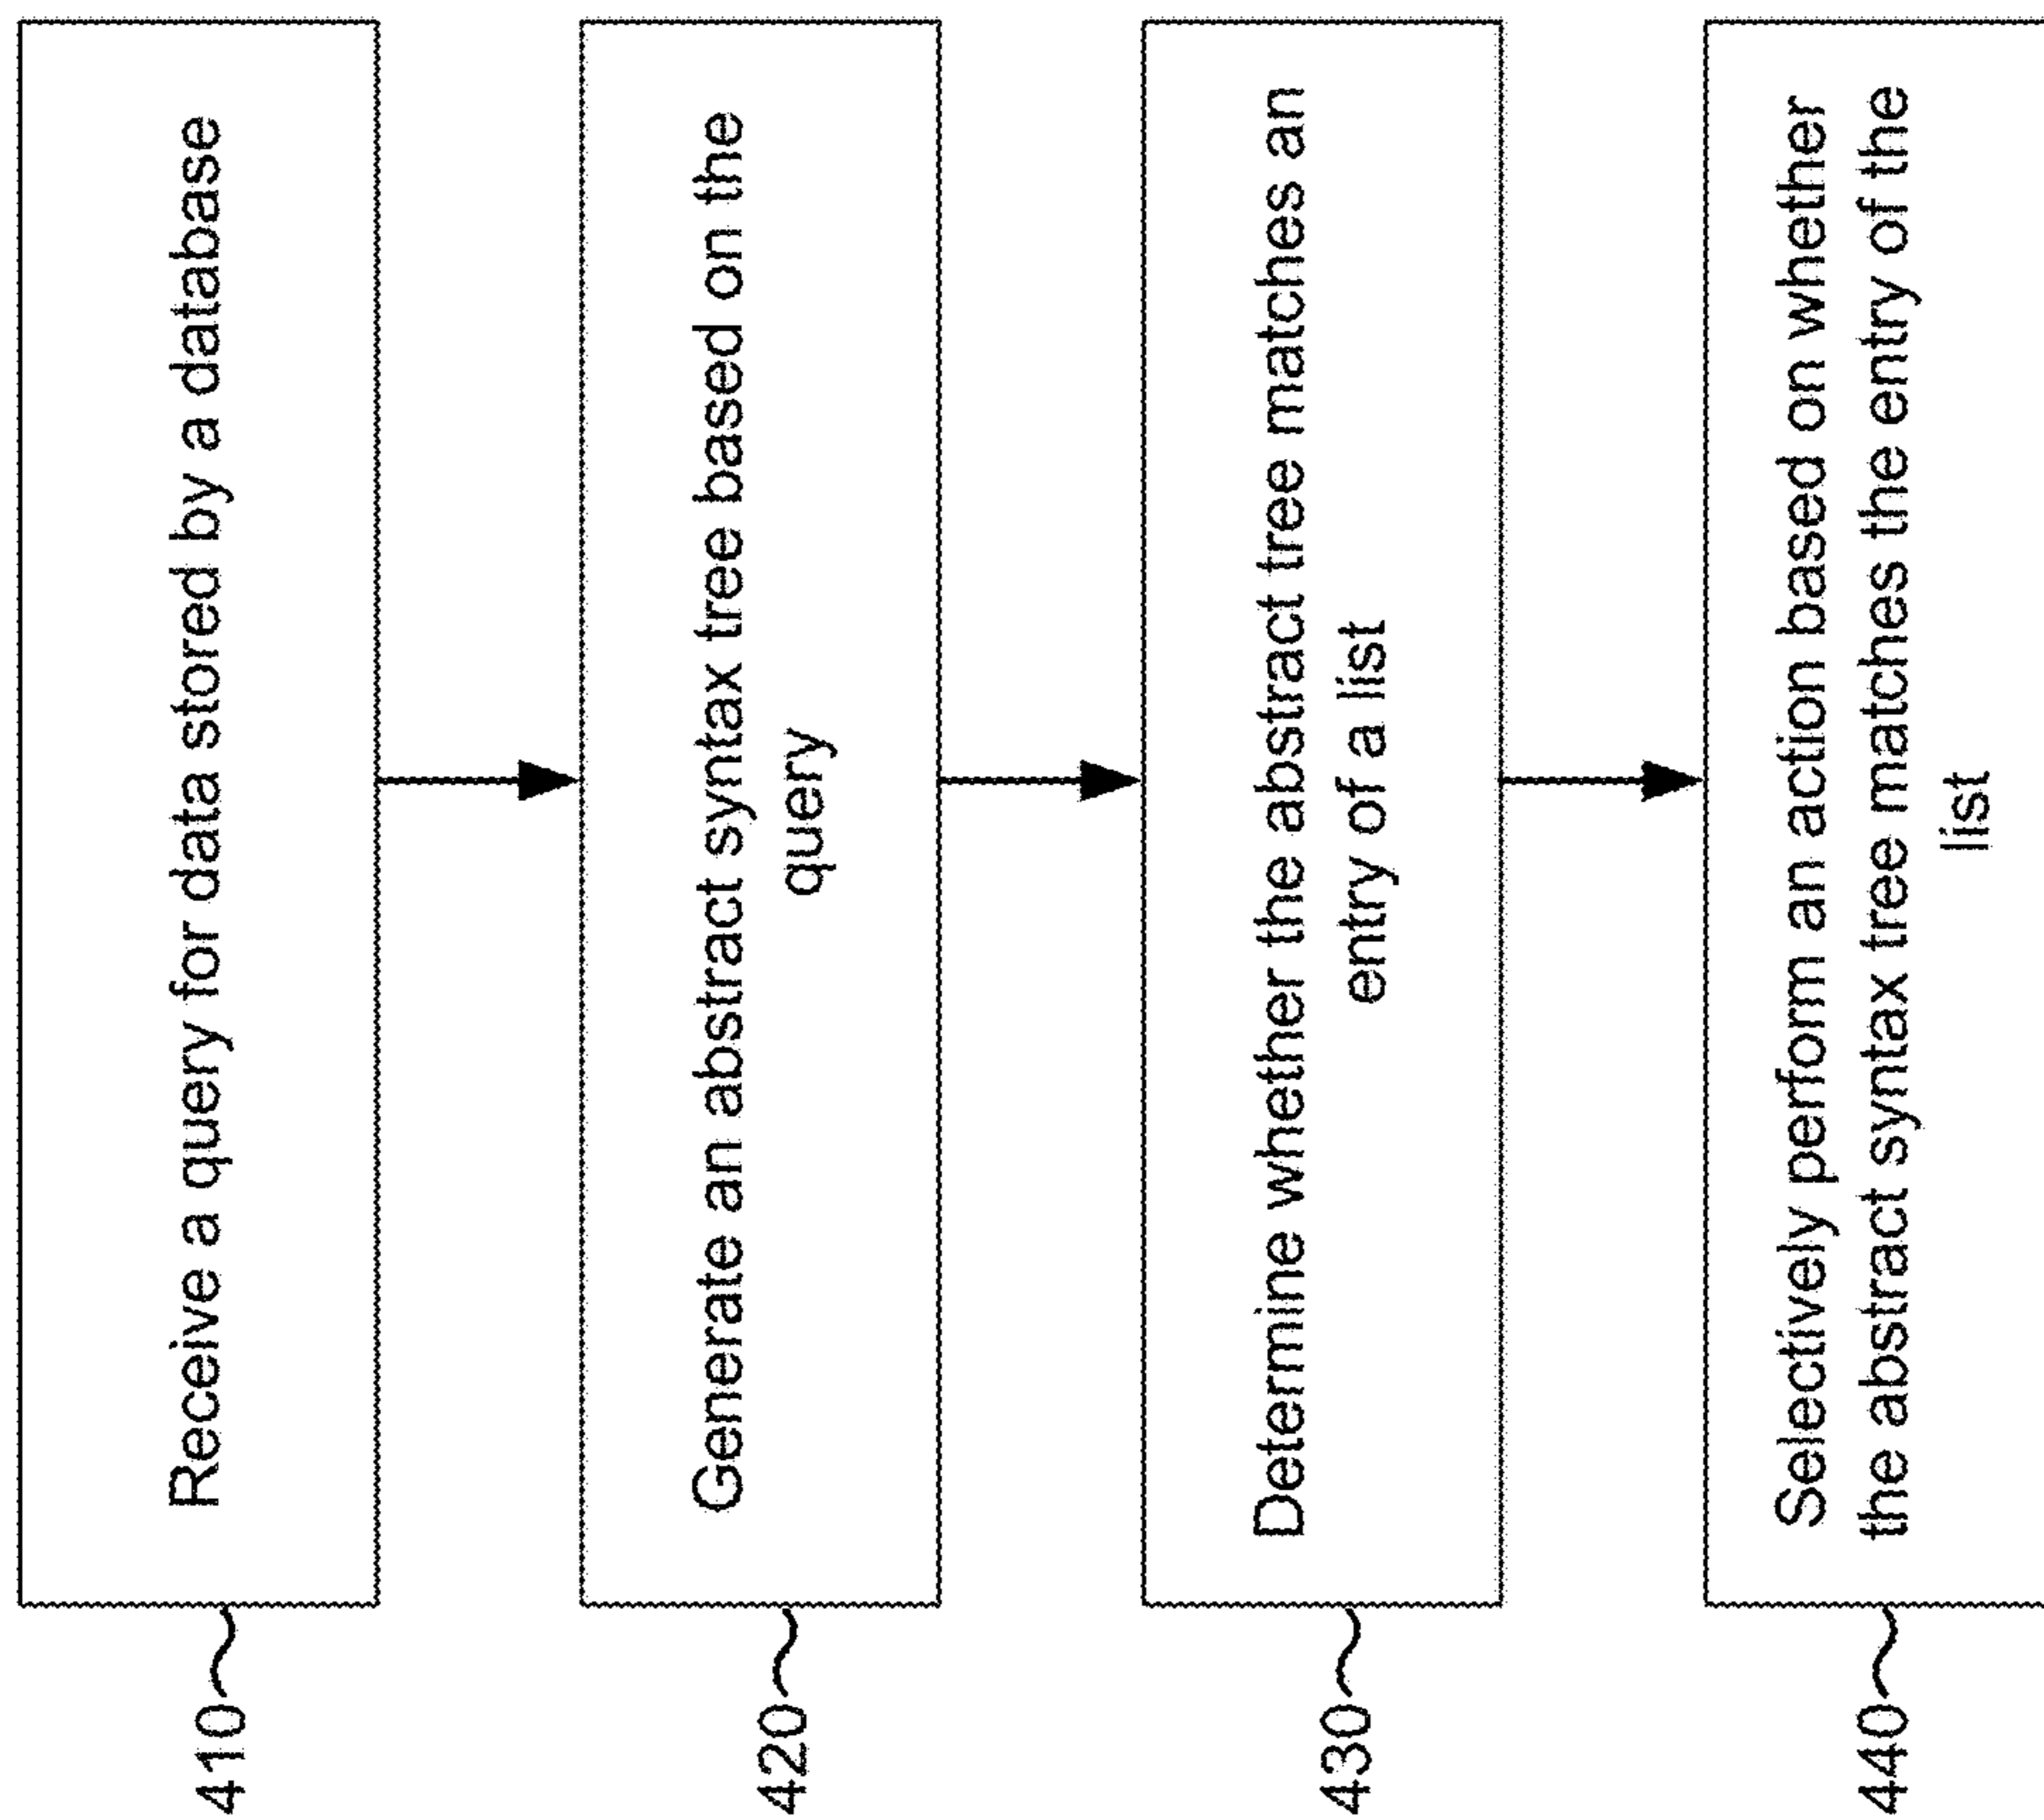 410
Receive a query for data stored by a database
420
Generate an abstract syntax tree based on the
query
430
Determine whether the abstract tree matches an
entry of a list
440
Selectively perform an action based on whether
the abstract syntax tree matches the entry of the
list